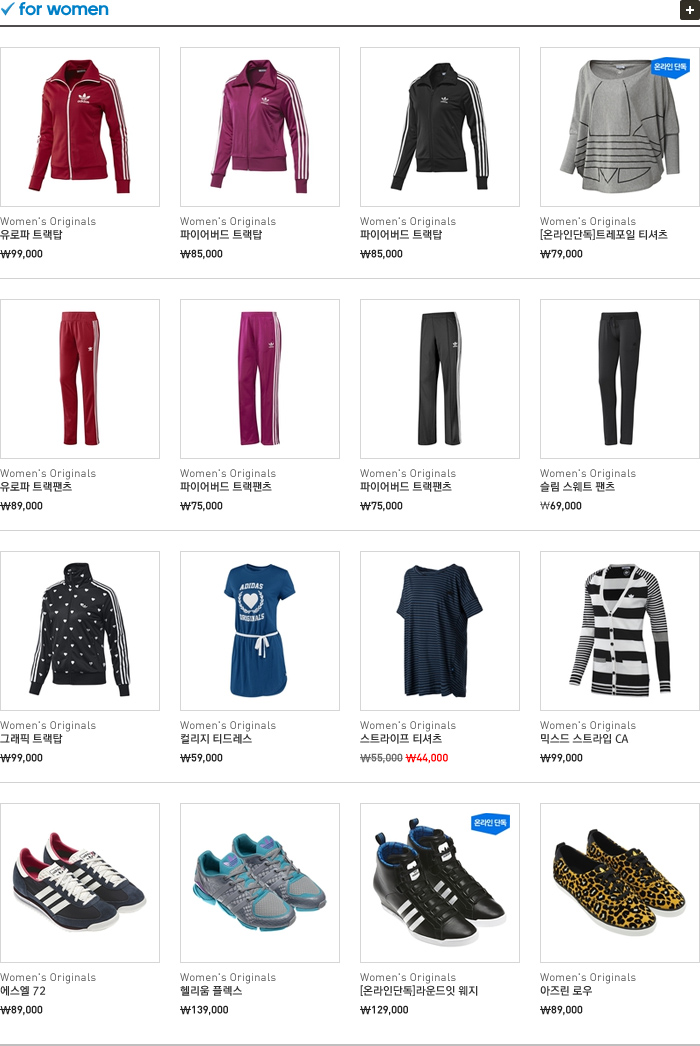 for women
온라인 단독
Women's Originals
유로파 트랙탑
₩99,000
Women's Originals
파이어버드 트랙탑
₩85,000
Women's Originals
파이어버드 트랙탑
₩85,000
Women's Originals
[온라인단독]트레포일 티셔츠
₩79,000
Women's Originals
유로파 트랙팬츠
₩89,000
Women's Originals
파이어버드 트랙팬츠
₩75,000
Women's Originals
파이어버드 트랙팬츠
₩75,000
Women's Originals
슬림 스웨트 팬츠
₩69,000
ADIDAS
ORIGINALS
Women's Originals
그래픽 트랙탑
₩99,000
Women's Originals
컬리지 티드레스
₩59,000
Women's Originals
스트라이프 티셔츠
₩55,000 ₩44,000
Women's Originals
믹스드 스트라입 CA
₩99,000
온라인 단독
Women's Originals
에스엘 72
₩89,000
Women's Originals
헬리움 플렉스
₩139,000
Women's Originals
[온라인단독]라운드잇 웨지
₩129,000
Women's Originals
아즈린 로우
₩89,000